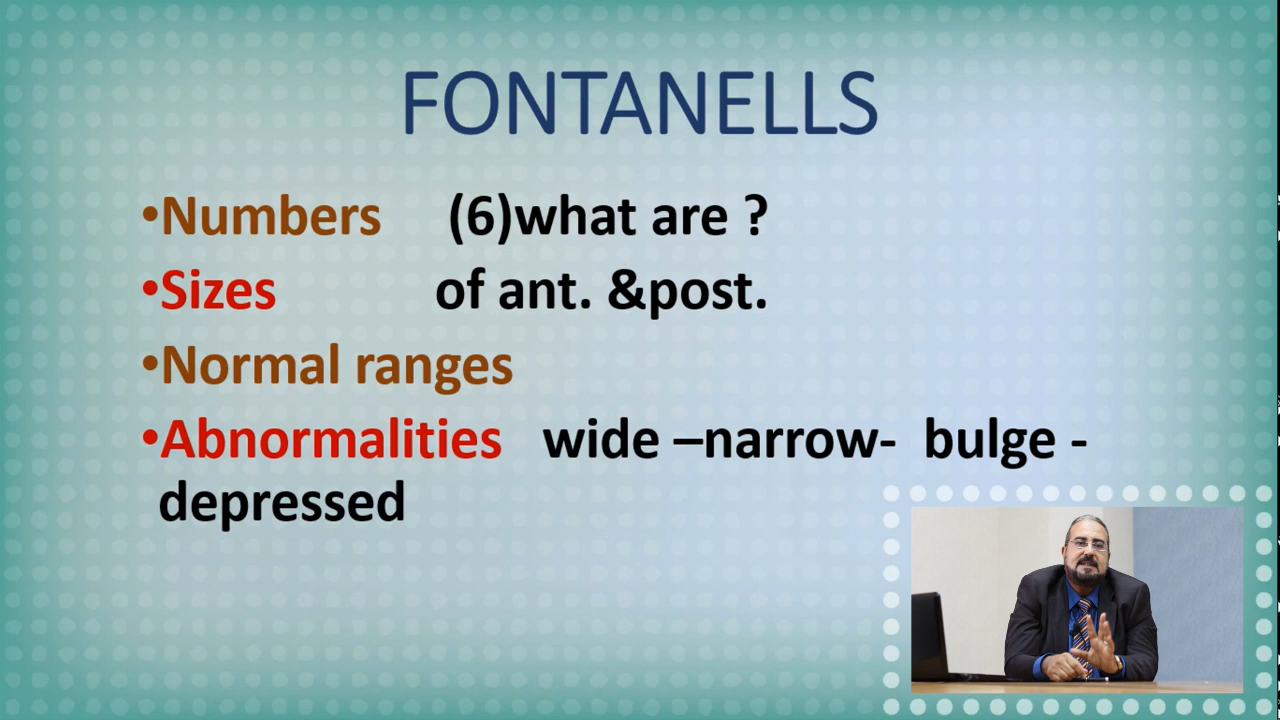 FONTANELLS
•Numbers (6)what are ?
•Sizes of ant. &post.
•Normal ranges
•Abnormalities wide –narrow- bulge -
depressed